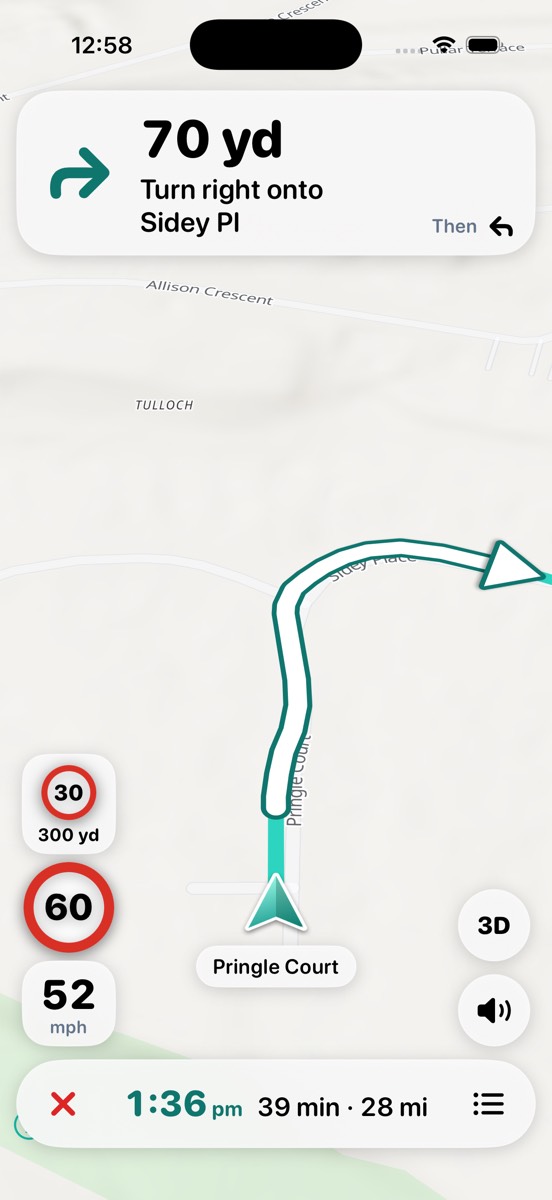 Crescent
12:58
70 yd
Turn right onto
Sidey Pl
Then
Allison Crescent
TULLOCH
Sidey Place
Pringle Court
30
300 yd
60
52
mph
3D
Pringle Court
1:36 pm 39 min · 28 mi